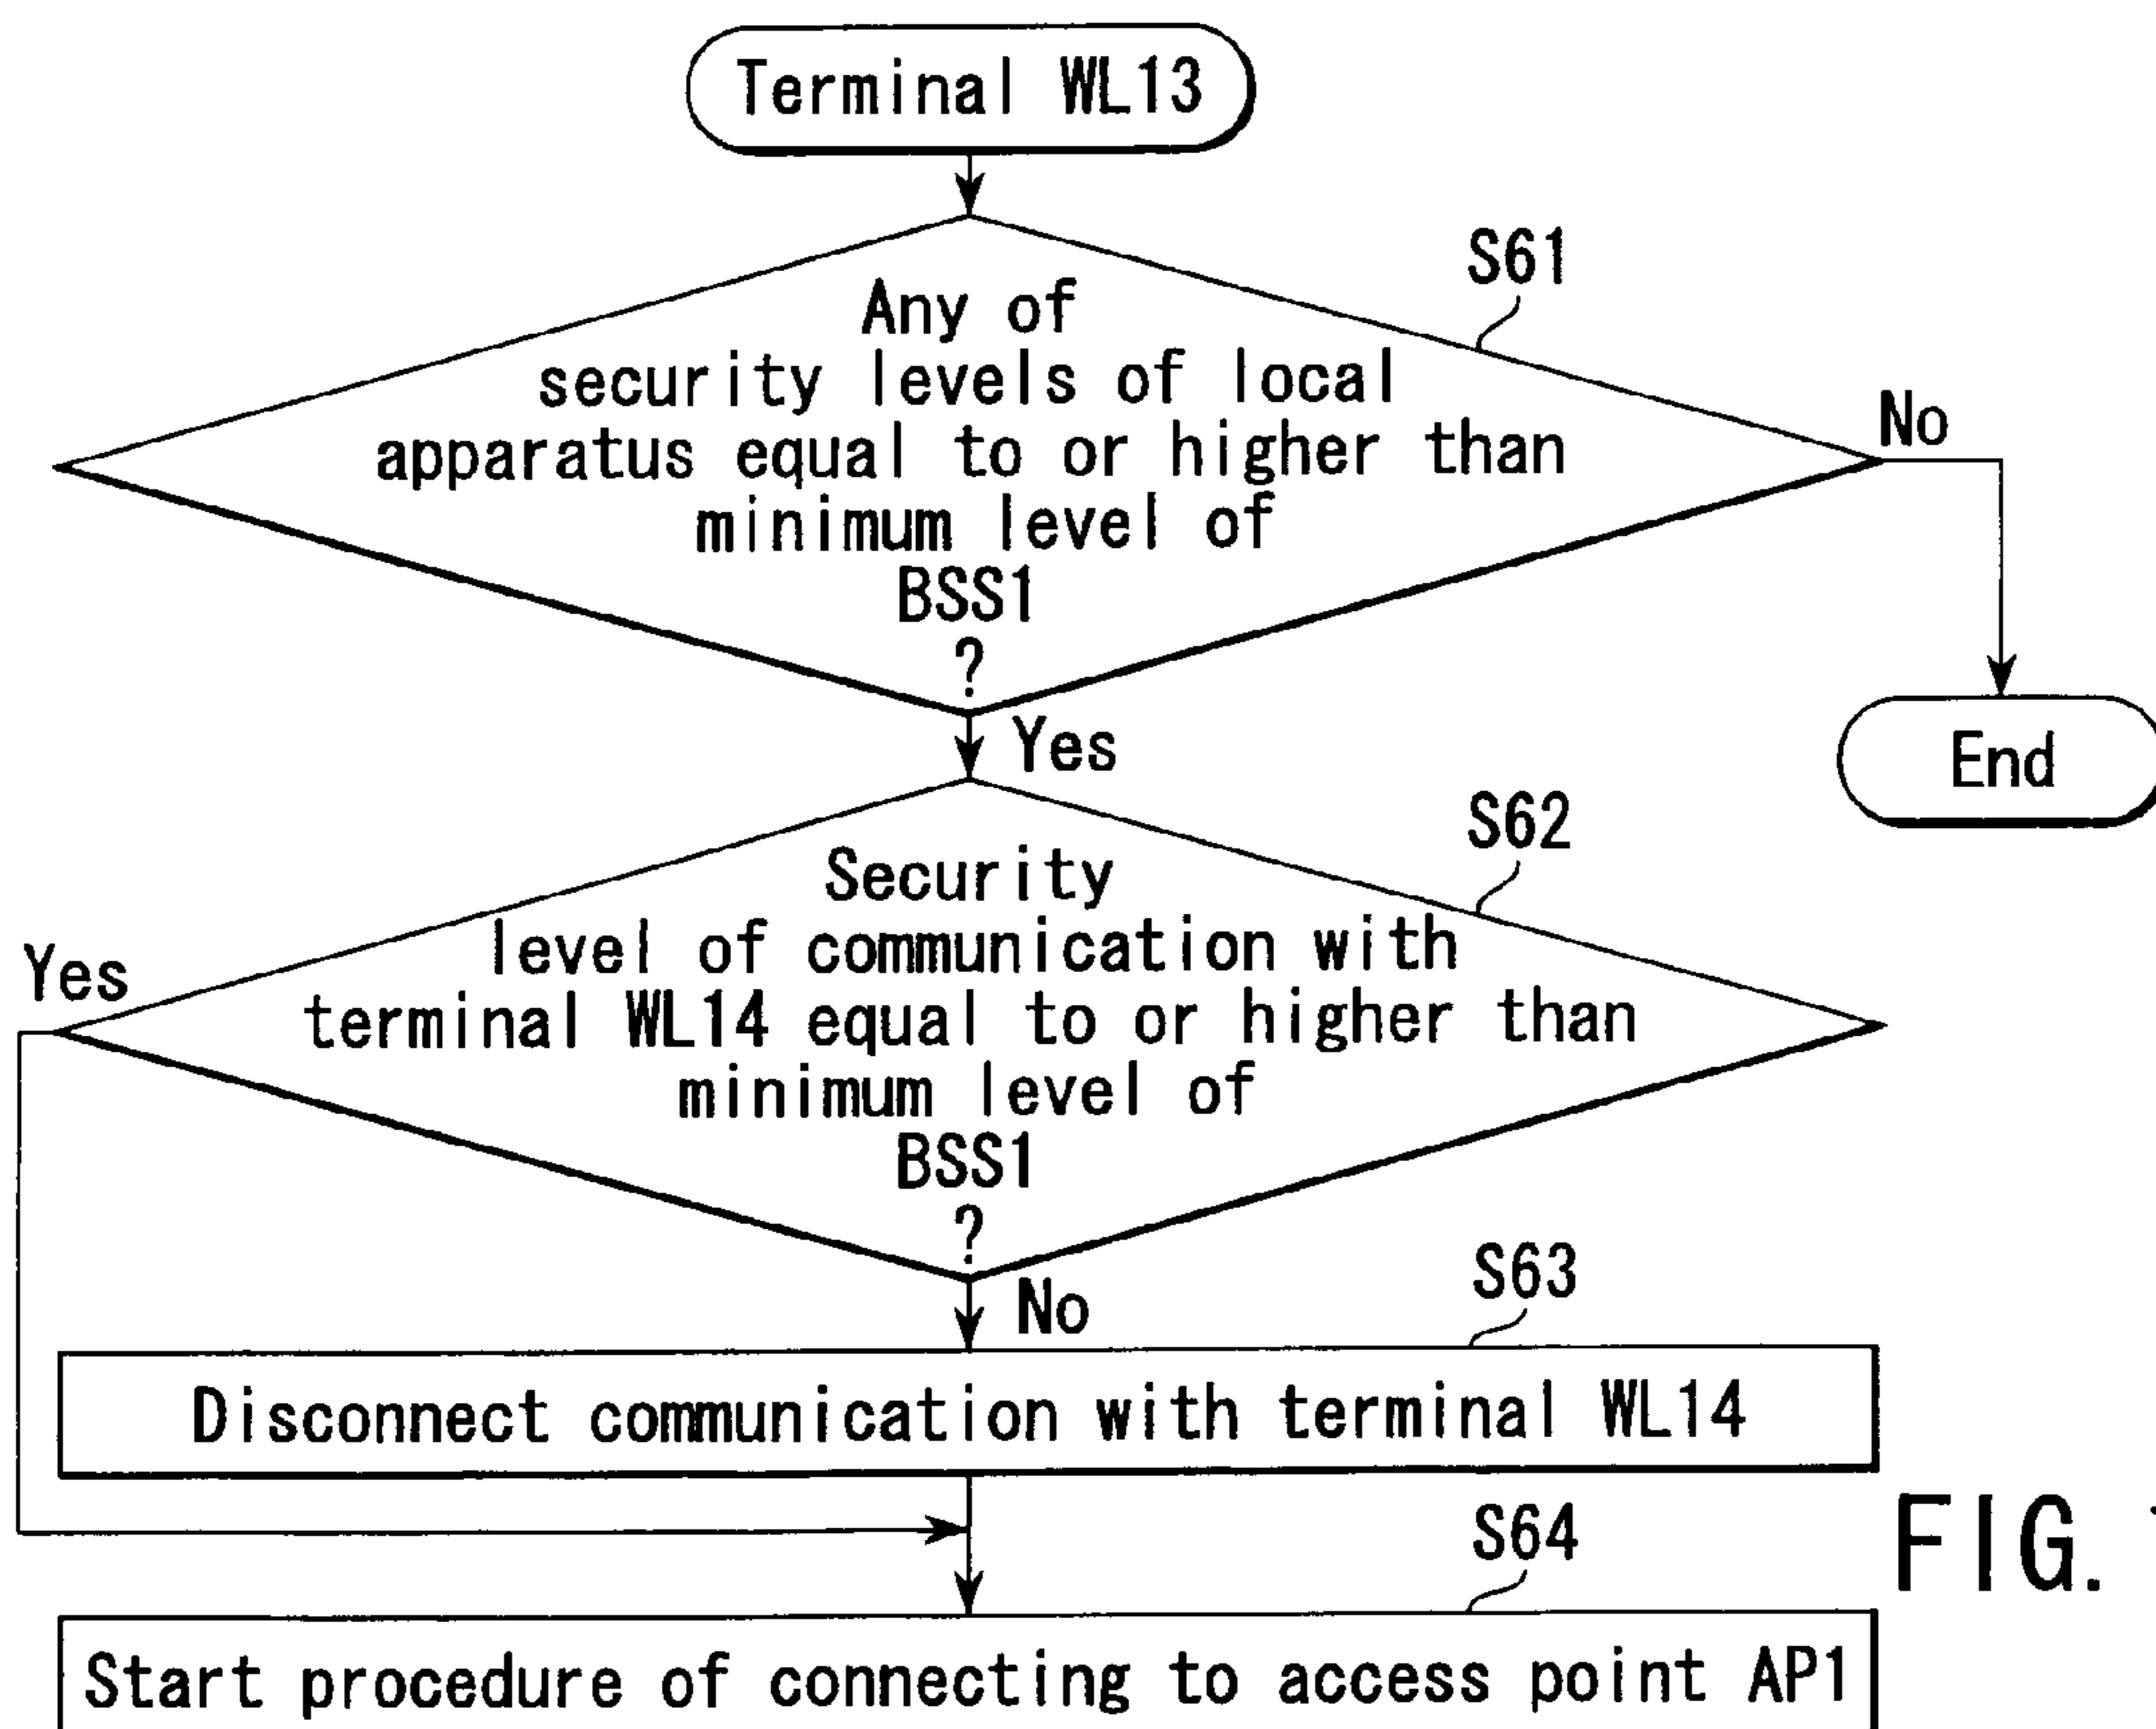 Terminal WL13
S61
Any of
security levels of local
apparatus equal to or higher than
minimum level of
BSS1
?
No
Yes
End
S62
Security
level of communication with
terminal WL14 equal to or higher than
minimum level of
BSS1
?
Yes
No
S63
Disconnect communication with terminal WL14
S64
FIG.
Start procedure of connecting to access point AP1